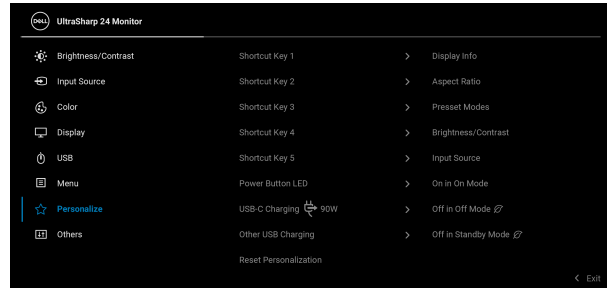 DELL UltraSharp 24 Monitor
Brightness/Contrast Shortcut Key 1 > Display Info
Input Source Shortcut Key 2 > Aspect Ratio
Color Shortcut Key 3 > Presset Modes
Display Shortcut Key 4 > Brightness/Contrast
USB Shortcut Key 5 > Input Source
Menu Power Button LED > On in On Mode
Personalize USB-C Charging 90W > Off in Off Mode
Others Other USB Charging > Off in Standby Mode
Reset Personalization
< Exit